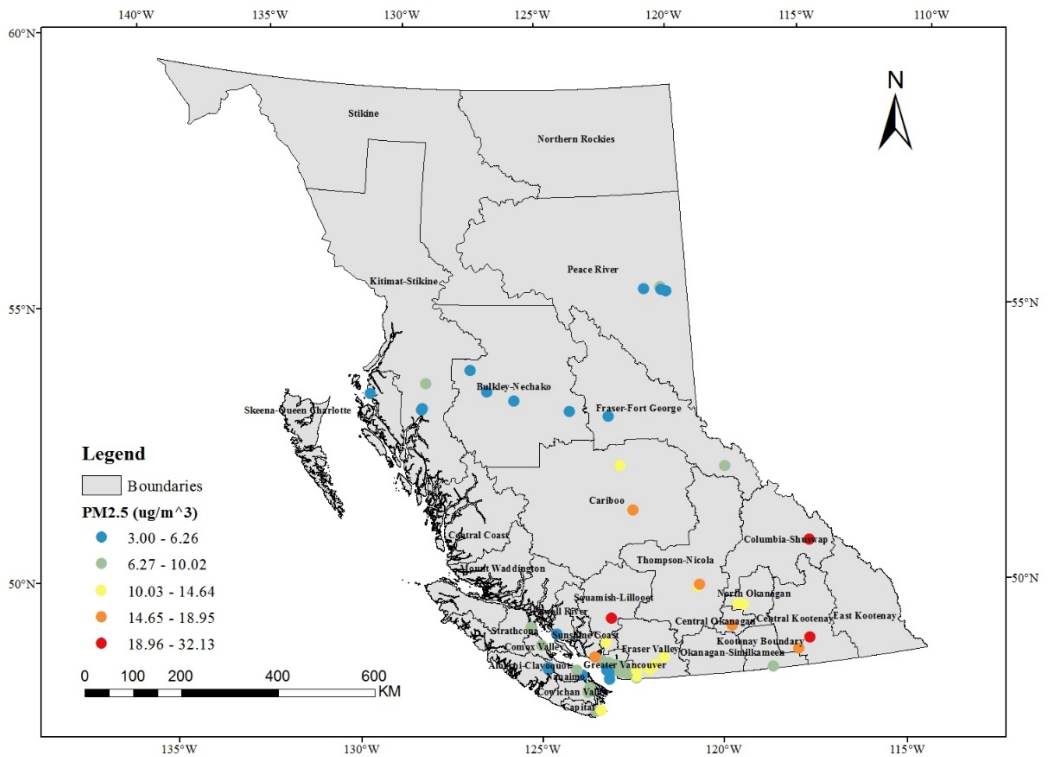 140°W 135°W 130°W 125°W 120°W 115°W 110°W
60°N
N
Stikine
Northern Rockies
Peace River
Kitimat-Stikine
55°N 55°N
Bulkley-Nechako
Skeena-Queen Charlotte
Fraser-Fort George
Legend
Boundaries
PM2.5 (ug/m^3)
3.00 - 6.26
6.27 - 10.02
10.03 - 14.64
14.65 - 18.95
18.96 - 32.13
Cariboo
Central Coast
Columbia-Shuswap
Mount Waddington
Thompson-Nicola
50°N 50°N
Squamish-Lillooet
North Okanagan
River
Central Okanagan
Central Kootenay
East Kootenay
Strathcona
Sunshine Coast
Kootenay Boundary
Comox Valley
Fraser Valley
Okanagan-Similkameen
Greater Vancouver
Nanaimo
Cowichan
Capital
0 100 200 400 600
KM
135°W 130°W 125°W 120°W 115°W